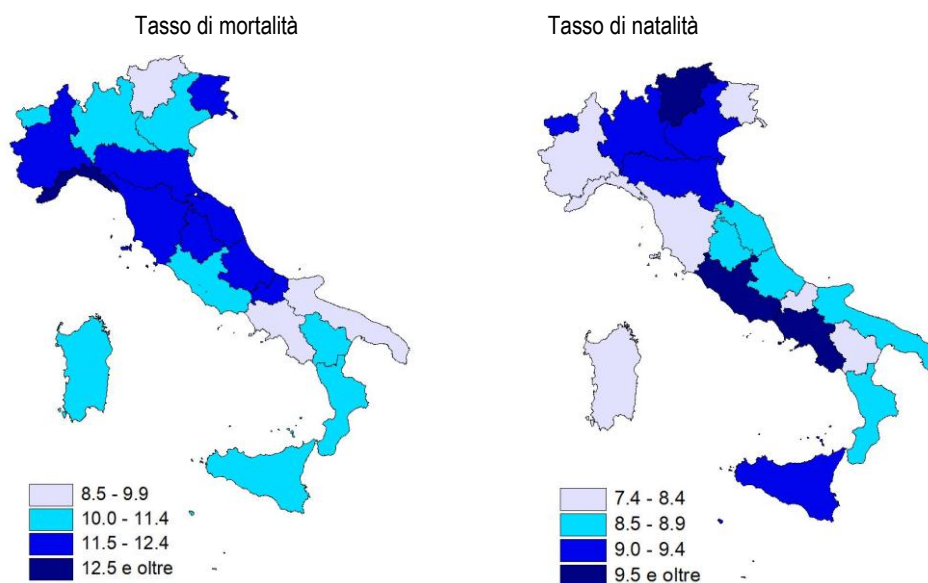 Tasso di mortalità
Tasso di natalità
8.5 - 9.9
10.0 - 11.4
11.5 - 12.4
12.5 e oltre
7.4 - 8.4
8.5 - 8.9
9.0 - 9.4
9.5 e oltre